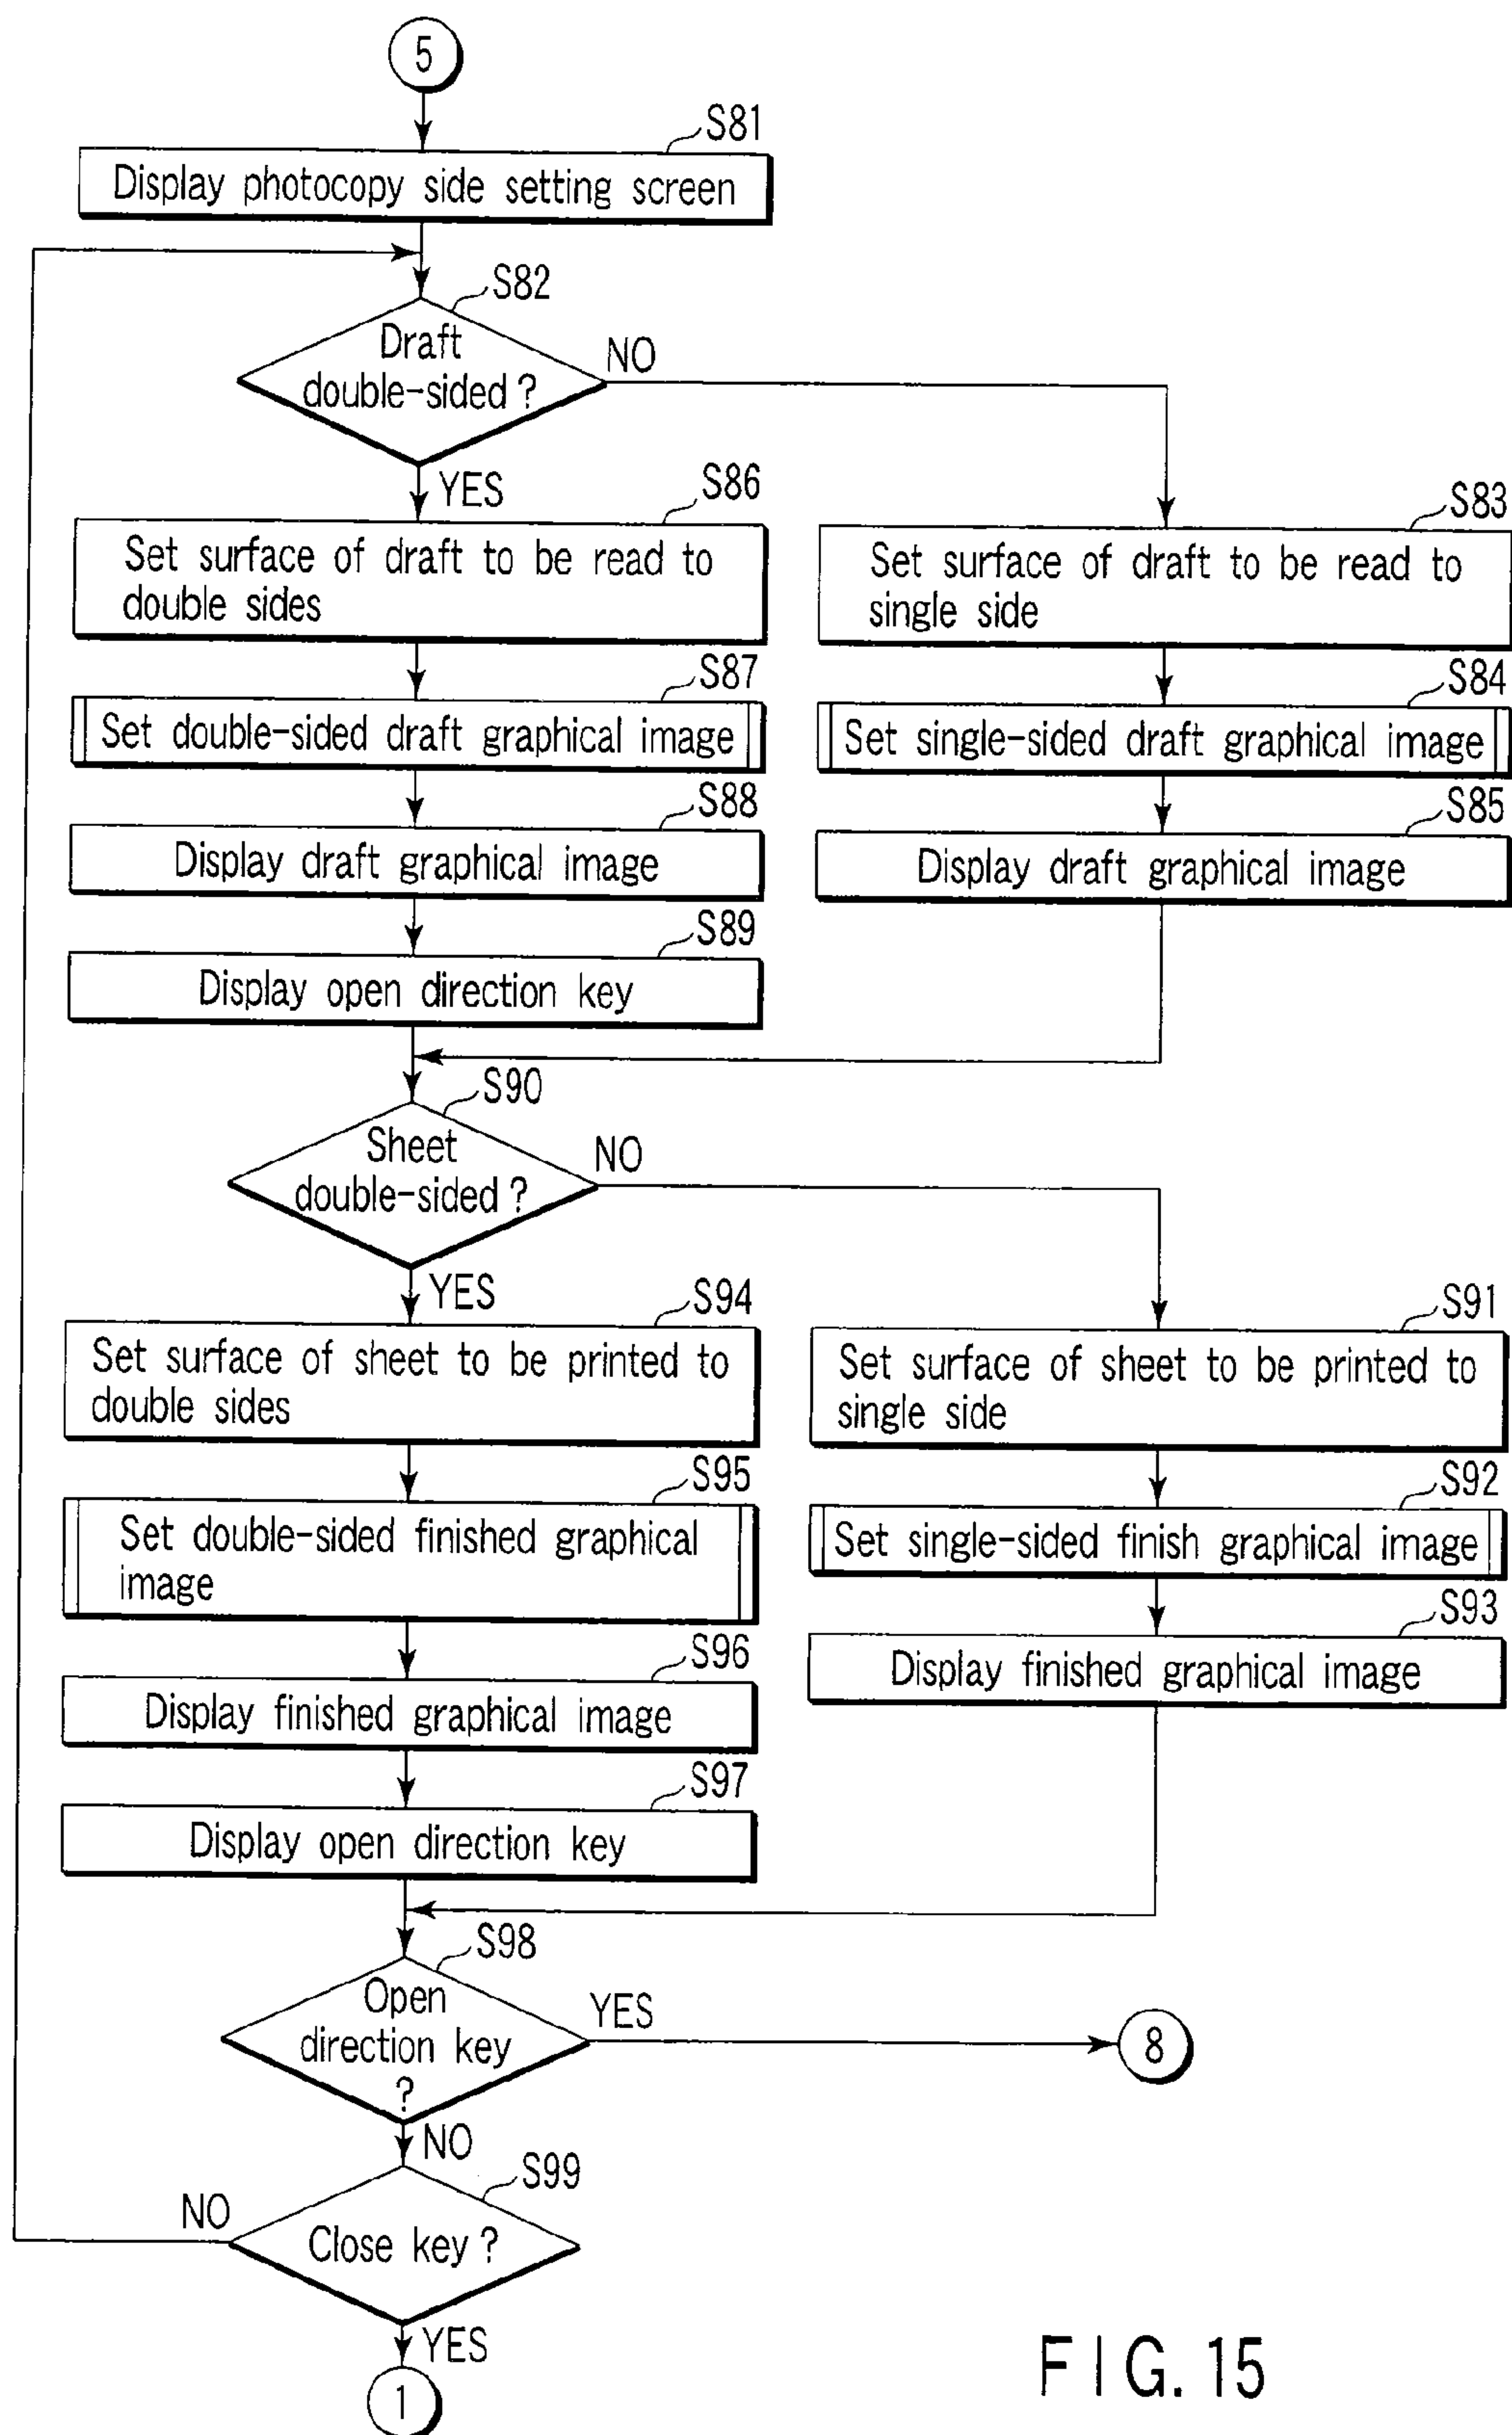 5
S81
Display photocopy side setting screen
S82
Draft
double-sided ?
NO
YES
S86
Set surface of draft to be read to
double sides
S83
Set surface of draft to be read to
single side
S87
Set double-sided draft graphical image
S84
Set single-sided draft graphical image
S88
Display draft graphical image
S85
Display draft graphical image
S89
Display open direction key
S90
Sheet
double-sided ?
NO
YES
S94
Set surface of sheet to be printed to
double sides
S91
Set surface of sheet to be printed to
single side
S95
Set double-sided finished graphical
image
S92
Set single-sided finish graphical image
S96
Display finished graphical image
S93
Display finished graphical image
S97
Display open direction key
S98
Open
direction key
?
YES
8
NO
S99
NO
Close key ?
YES
1
FIG. 15